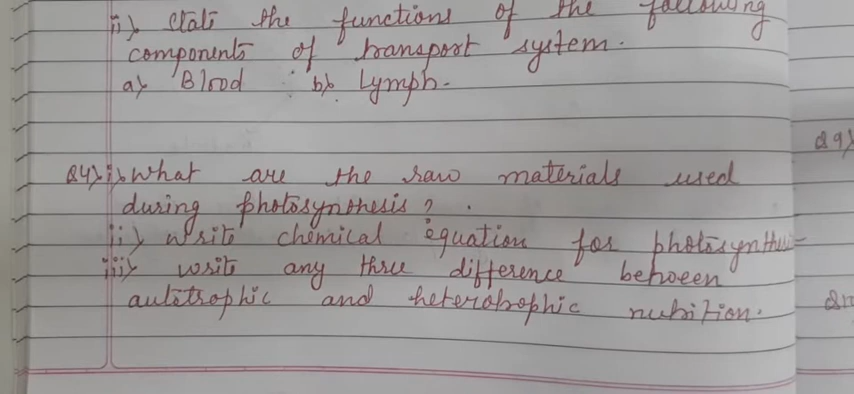 ii) State the functions of the following
components of transport system.
a) Blood b) Lymph.
Q4) i) What are the raw materials used
during photosynthesis?
ii) write chemical equation for photosynthesis
iii) write any three difference between
autotrophic and heterotrophic nutrition.
Q9)